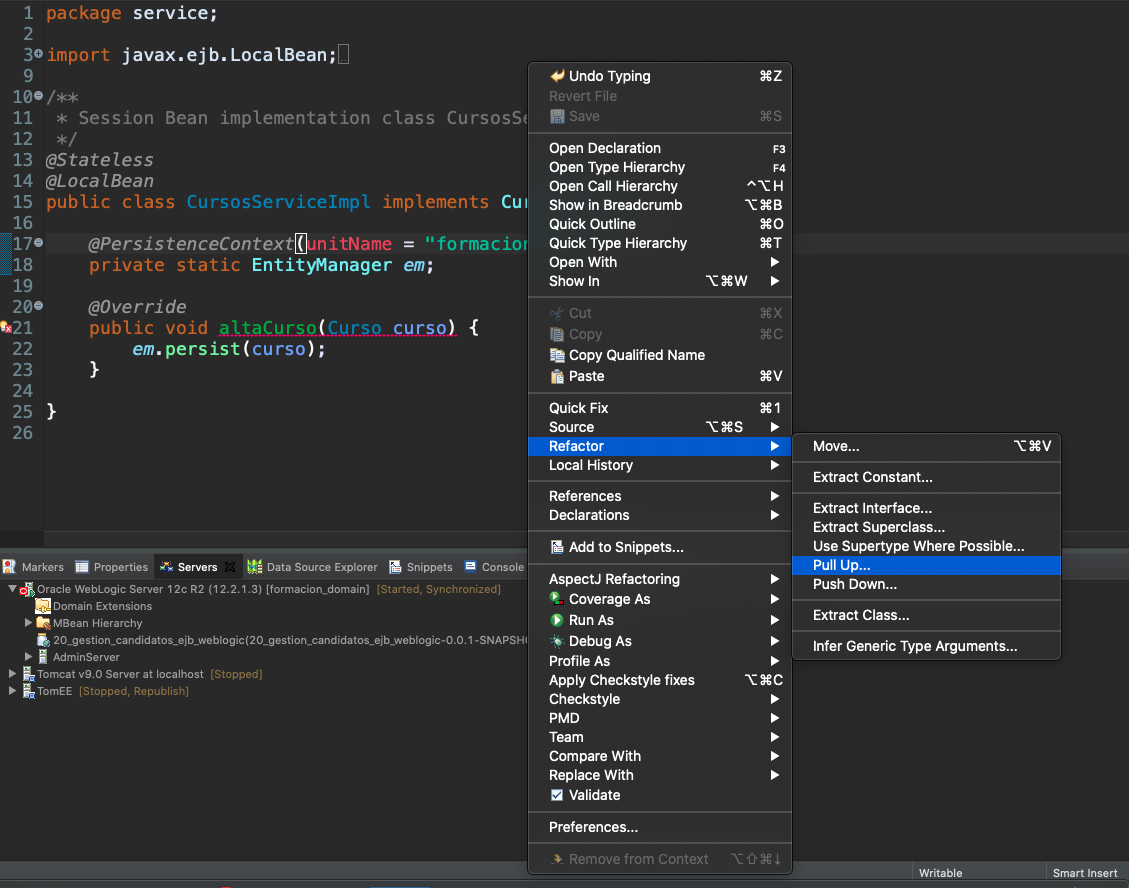 1 package service;
2
3 import javax.ejb.LocalBean;
9
10 /**
11 * Session Bean implementation class
12 */
13 @Stateless
14 @LocalBean
15 public class CursosServiceImpl implements
16
17 @PersistenceContext(unitName = "formacion
18 private static EntityManager em;
19
20 @Override
21 public void altaCurso(Curso curso) {
22 em.persist(curso);
23 }
24
25 }
26
Undo Typing ⌘Z
Revert File
Save ⌘S
Open Declaration F3
Open Type Hierarchy F4
Open Call Hierarchy ^⌥H
Show in Breadcrumb ⌥⌘B
Quick Outline ⌘O
Quick Type Hierarchy ⌘T
Open With
Show In ⌥⌘W
Cut ⌘X
Copy ⌘C
Copy Qualified Name
Paste ⌘V
Quick Fix ⌘1
Source ⌥⌘S
Refactor
Local History
References
Declarations
Add to Snippets...
AspectJ Refactoring
Coverage As
Run As
Debug As
Profile As
Apply Checkstyle fixes ⌥⌘C
Checkstyle
PMD
Team
Compare With
Replace With
Validate
Preferences...
Remove from Context ⌥⇧⌘↓
Move... ⌥⌘V
Extract Constant...
Extract Interface...
Extract Superclass...
Use Supertype Where Possible...
Pull Up...
Push Down...
Extract Class...
Infer Generic Type Arguments...
Markers Properties Servers Data Source Explorer Snippets Console
Oracle WebLogic Server 12c R2 (12.2.1.3) [formacion_domain] [Started, Synchronized]
Domain Extensions
MBean Hierarchy
20_gestion_candidatos_ejb_weblogic(20_gestion_candidatos_ejb_weblogic-0.0.1-SNAPSHO
AdminServer
Tomcat v9.0 Server at localhost [Stopped]
TomEE [Stopped, Republish]
Writable Smart Insert